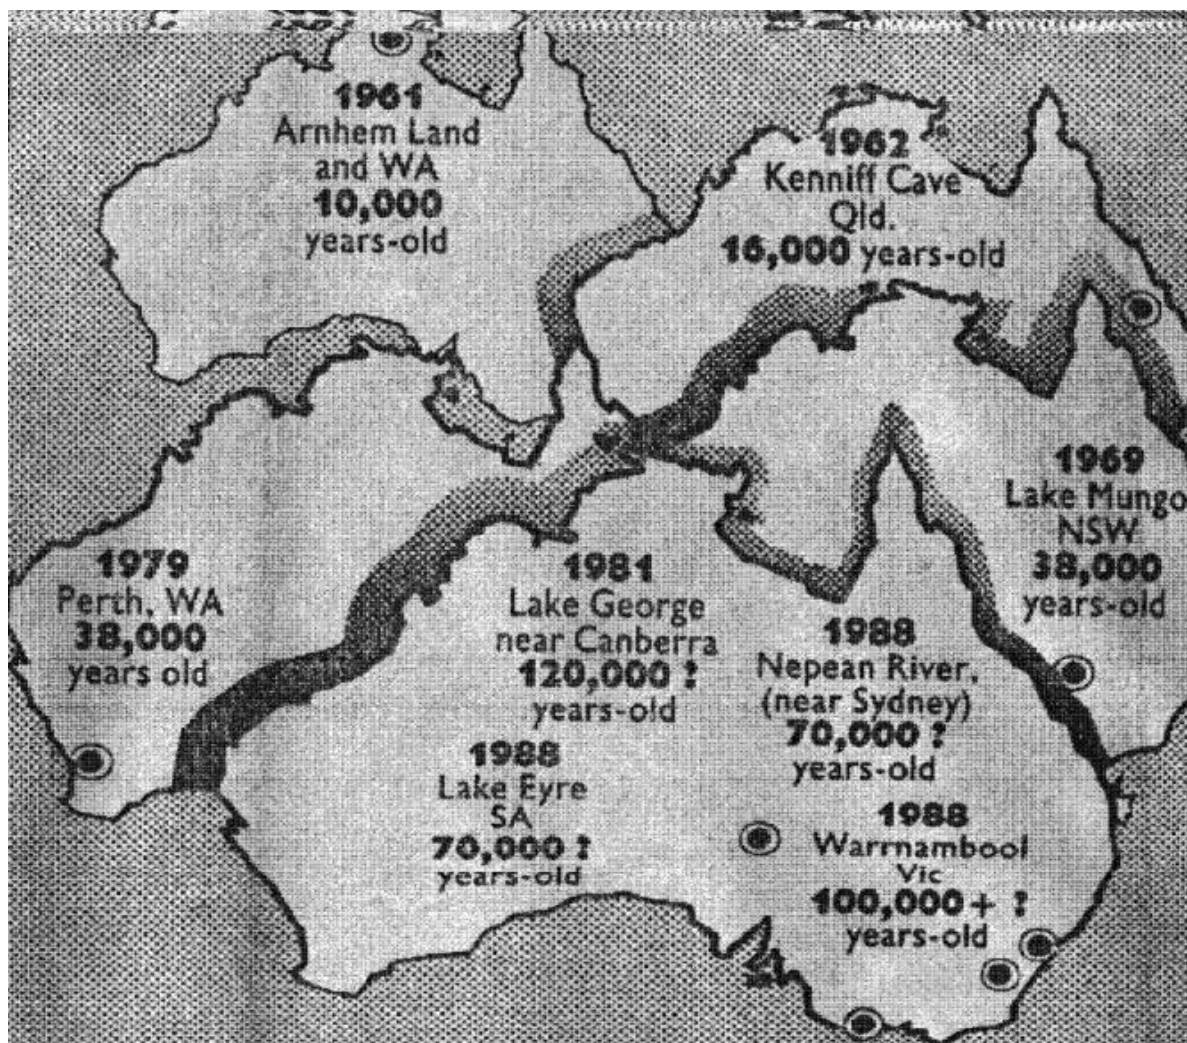 1961
Arnhem Land
and WA
10,000
years-old
1962
Kenniff Cave
Qld.
16,000 years-old
1969
Lake Mungo
NSW
38,000
years-old
1979
Perth, WA
38,000
years old
1981
Lake George
near Canberra
120,000 ?
years-old
1988
Nepean River,
(near Sydney)
70,000 ?
years-old
1988
Lake Eyre
SA
70,000 ?
years-old
1988
Warrnambool
Vic
100,000+ ?
years-old